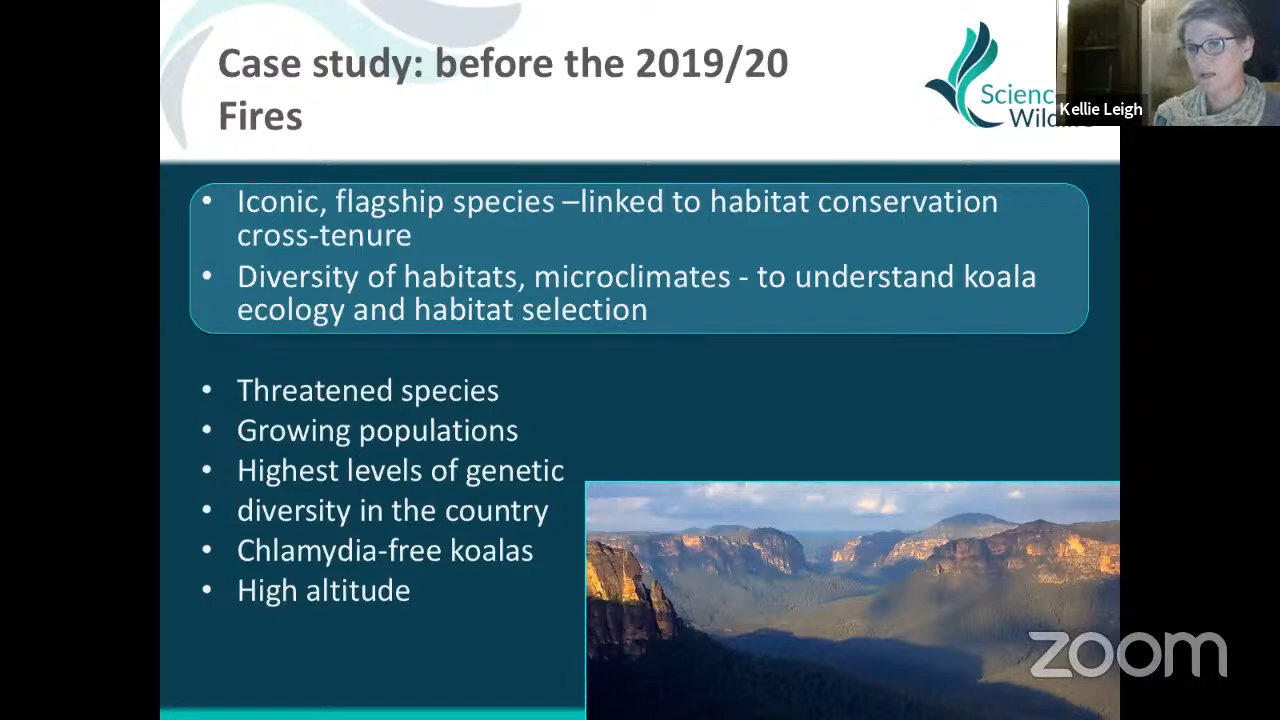 Case study: before the 2019/20
Fires
Scienc
Wild
Kellie Leigh
• Iconic, flagship species –linked to habitat conservation
cross-tenure
• Diversity of habitats, microclimates - to understand koala
ecology and habitat selection
• Threatened species
• Growing populations
• Highest levels of genetic
• diversity in the country
• Chlamydia-free koalas
• High altitude
zoom